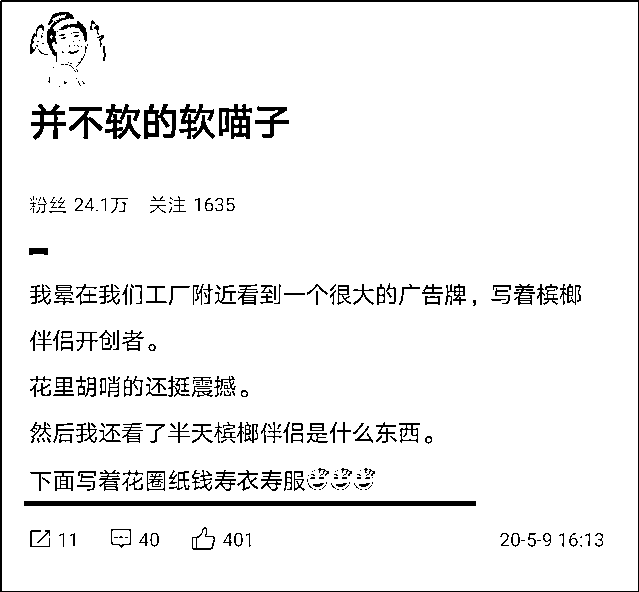 并不软的软喵子
粉丝 24.1万 关注 1635
我晕在我们工厂附近看到一个很大的广告牌，写着槟榔
伴侣开创者。
花里胡哨的还挺震撼。
然后我还看了半天槟榔伴侣是什么东西。
下面写着花圈纸钱寿衣寿服
11 40 401 20-5-9 16:13